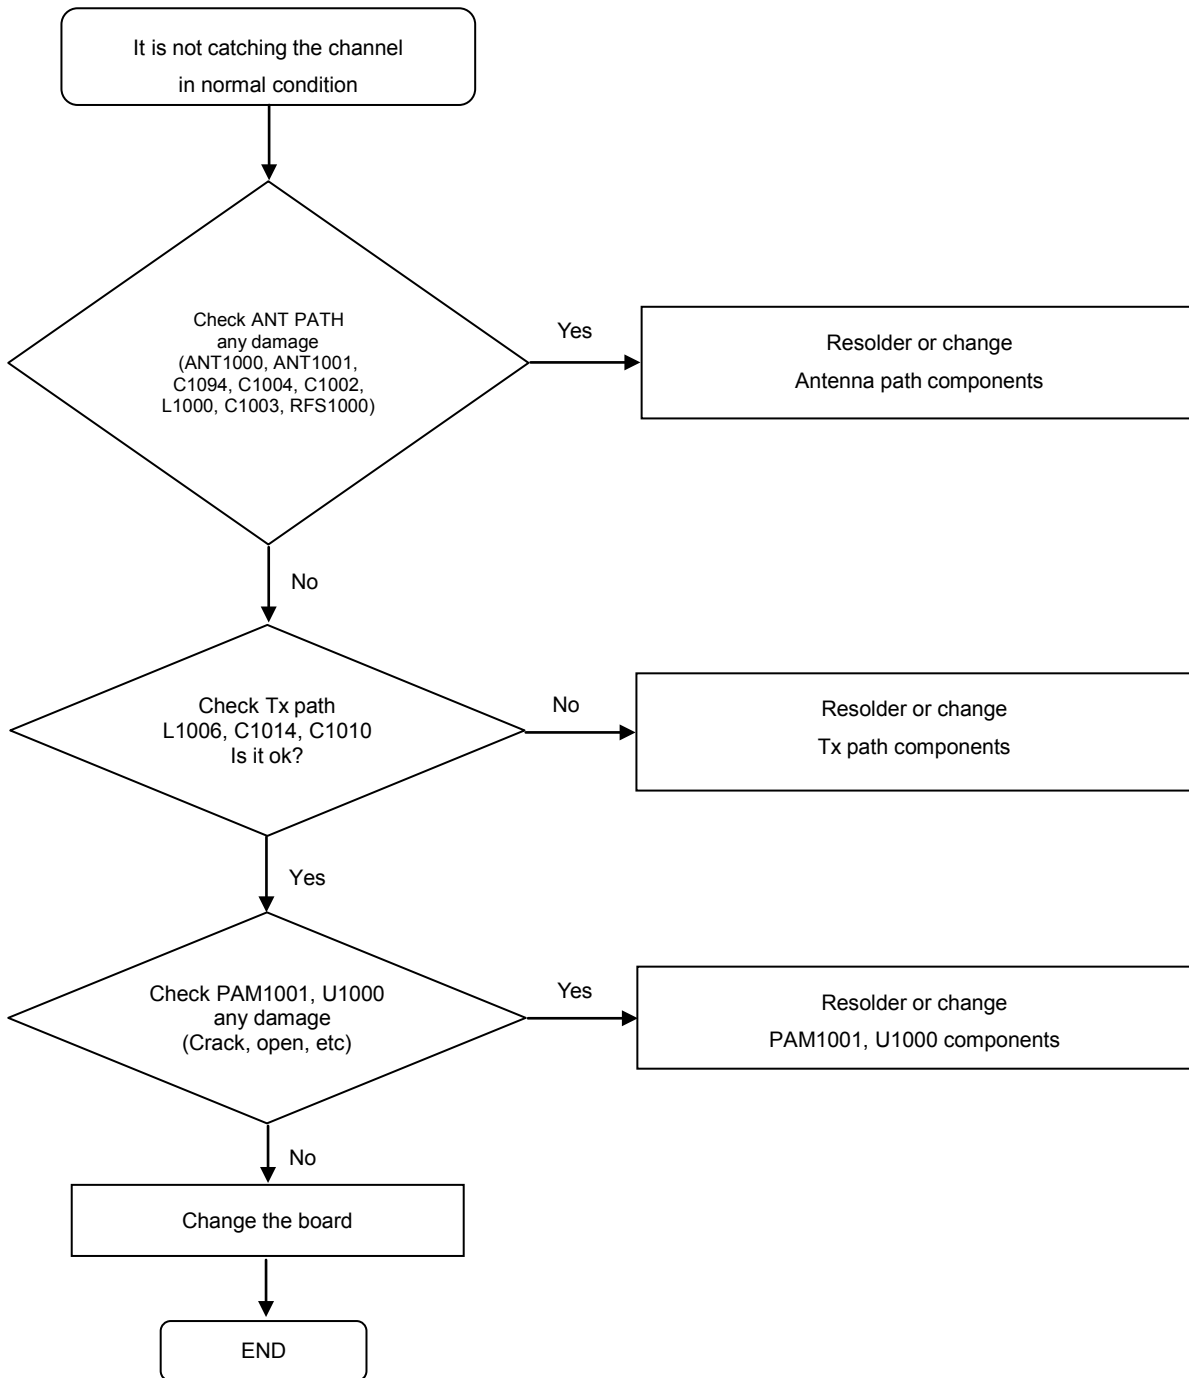 It is not catching the channel
in normal condition
Check ANT PATH
any damage
(ANT1000, ANT1001,
C1094, C1004, C1002,
L1000, C1003, RFS1000)
Yes
Resolder or change
Antenna path components
No
Check Tx path
L1006, C1014, C1010
Is it ok?
No
Resolder or change
Tx path components
Yes
Check PAM1001, U1000
any damage
(Crack, open, etc)
Yes
Resolder or change
PAM1001, U1000 components
No
Change the board
END